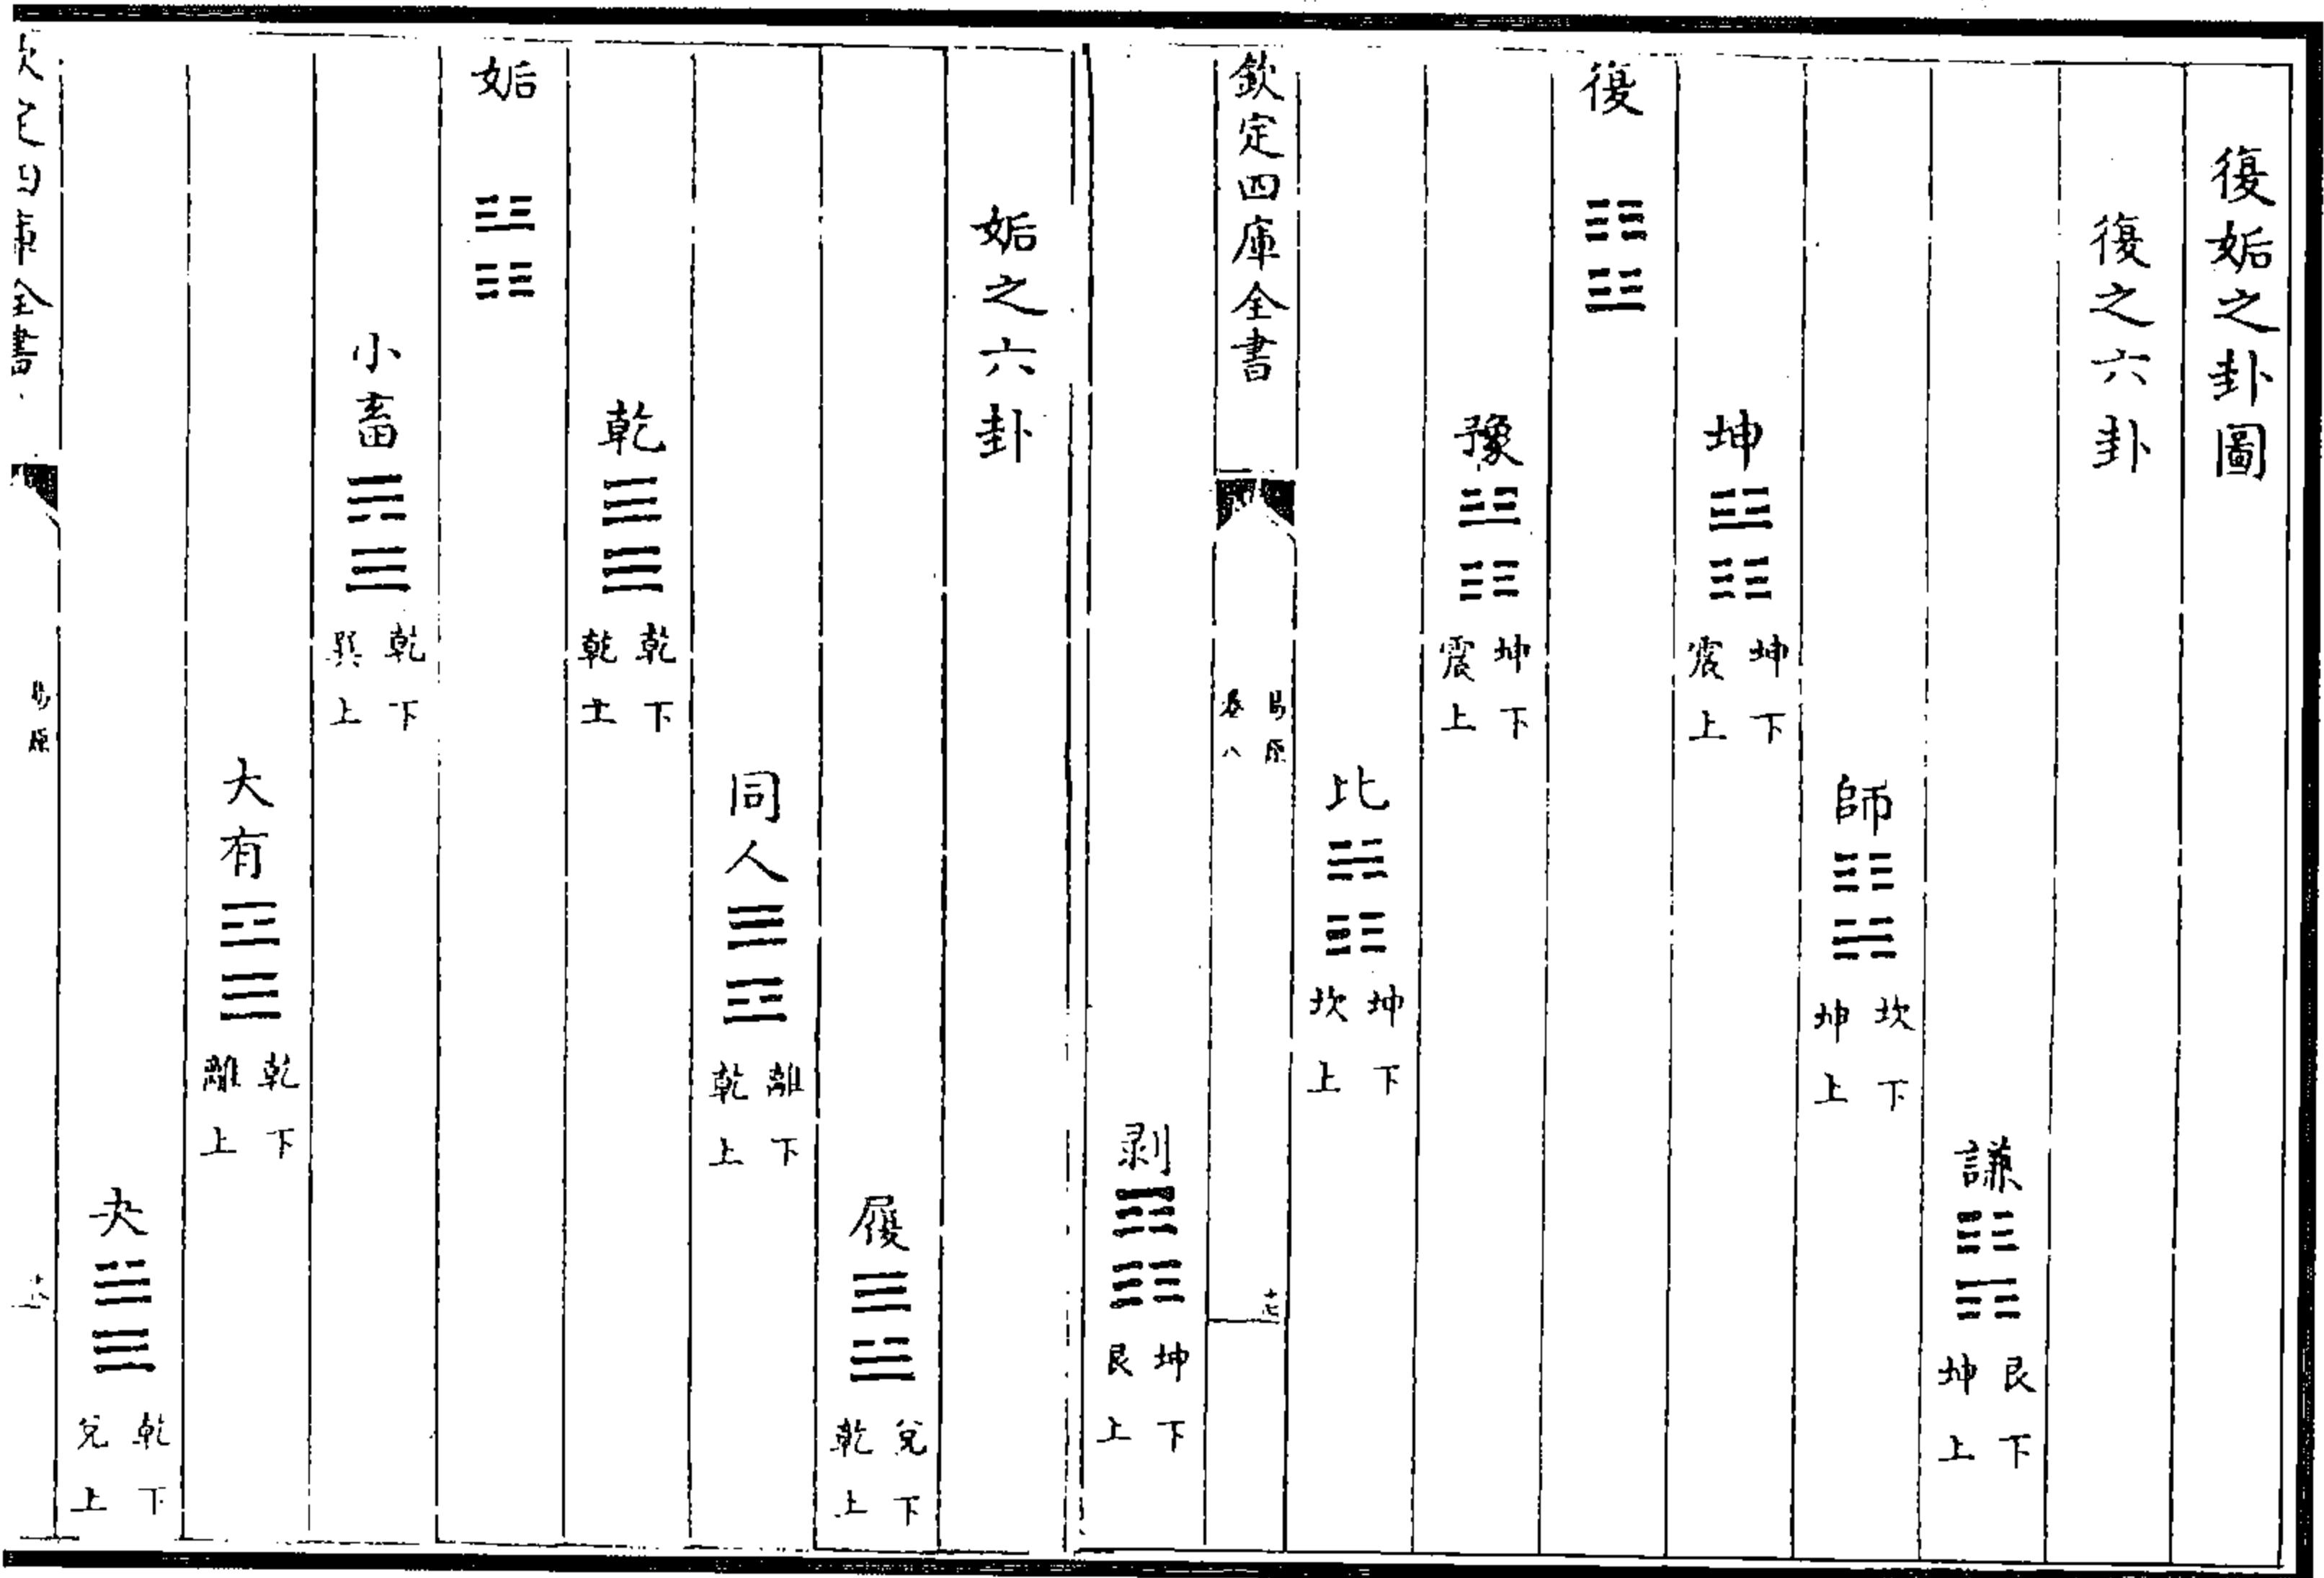 復姤之卦圖
復之六卦
謙 艮下坤上
師 坎下坤上
坤 坤下震上
復
豫 坤下震上
比 坤下坎上
欽定四庫全書 易原 卷八 十七
剥 坤下艮上
姤之六卦
履 兌下乾上
同人 離下乾上
乾 乾下乾土
姤
小畜 乾下巽上
大有 乾下離上
夬 乾下兌上
欽定四庫全書 易原